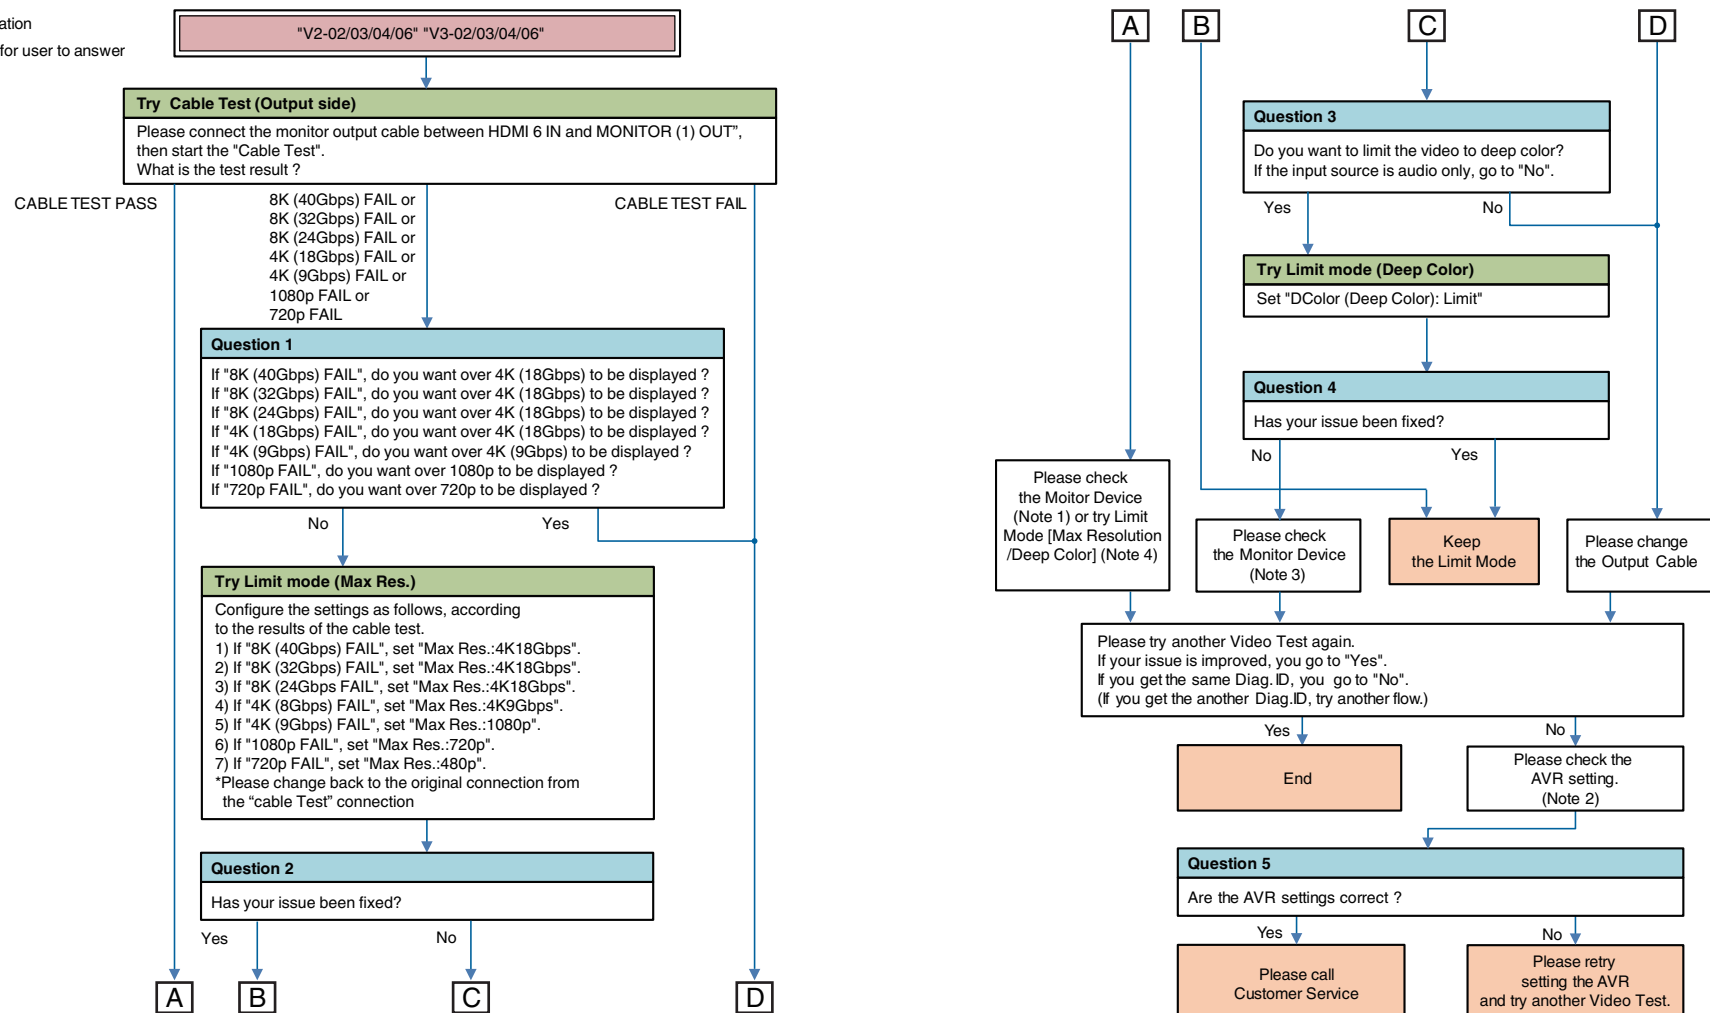 ation
for user to answer
"V2-02/03/04/06" "V3-02/03/04/06"
Try Cable Test (Output side)
Please connect the monitor output cable between HDMI 6 IN and MONITOR (1) OUT”,
then start the "Cable Test".
What is the test result ?
CABLE TEST PASS
8K (40Gbps) FAIL or
8K (32Gbps) FAIL or
8K (24Gbps) FAIL or
4K (18Gbps) FAIL or
4K (9Gbps) FAIL or
1080p FAIL or
720p FAIL
CABLE TEST FAIL
Question 1
If "8K (40Gbps) FAIL", do you want over 4K (18Gbps) to be displayed ?
If "8K (32Gbps) FAIL", do you want over 4K (18Gbps) to be displayed ?
If "8K (24Gbps) FAIL", do you want over 4K (18Gbps) to be displayed ?
If "4K (18Gbps) FAIL", do you want over 4K (18Gbps) to be displayed ?
If "4K (9Gbps) FAIL", do you want over 4K (9Gbps) to be displayed ?
If "1080p FAIL", do you want over 1080p to be displayed ?
If "720p FAIL", do you want over 720p to be displayed ?
No
Yes
Try Limit mode (Max Res.)
Configure the settings as follows, according
to the results of the cable test.
1) If "8K (40Gbps) FAIL", set "Max Res.:4K18Gbps".
2) If "8K (32Gbps) FAIL", set "Max Res.:4K18Gbps".
3) If "8K (24Gbps FAIL", set "Max Res.:4K18Gbps".
4) If "4K (8Gbps) FAIL", set "Max Res.:4K9Gbps".
5) If "4K (9Gbps) FAIL", set "Max Res.:1080p".
6) If "1080p FAIL", set "Max Res.:720p".
7) If "720p FAIL", set "Max Res.:480p".
*Please change back to the original connection from
the “cable Test” connection
Question 2
Has your issue been fixed?
Yes
No
A
B
C
D
A
B
C
D
Question 3
Do you want to limit the video to deep color?
If the input source is audio only, go to "No".
Yes
No
Try Limit mode (Deep Color)
Set "DColor (Deep Color): Limit"
Question 4
Has your issue been fixed?
No
Yes
Please check
the Moitor Device
(Note 1) or try Limit
Mode [Max Resolution
/Deep Color] (Note 4)
Please check
the Monitor Device
(Note 3)
Keep
the Limit Mode
Please change
the Output Cable
Please try another Video Test again.
If your issue is improved, you go to "Yes".
If you get the same Diag.ID, you go to "No".
(If you get the another Diag.ID, try another flow.)
Yes
No
End
Please check the
AVR setting.
(Note 2)
Question 5
Are the AVR settings correct ?
Yes
No
Please call
Customer Service
Please retry
setting the AVR
and try another Video Test.